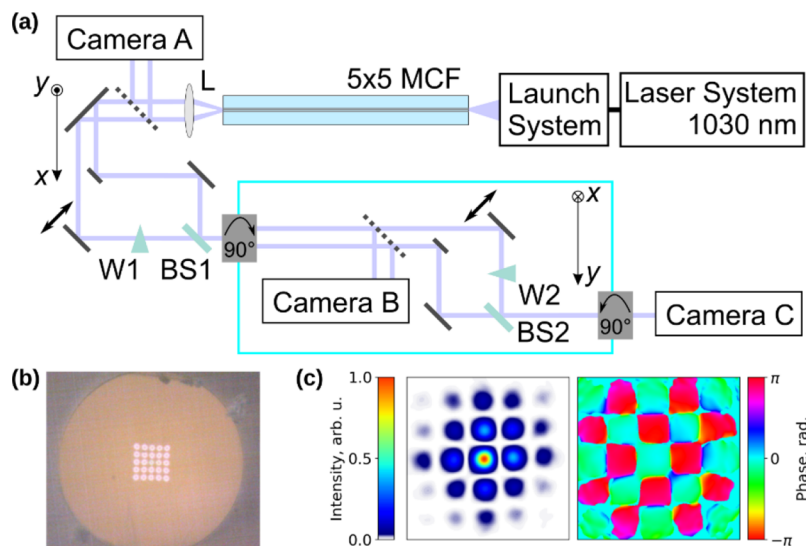 (a)
Camera A
y
x
L
5x5 MCF
Launch
System
Laser System
1030 nm
W1
BS1
90°
Camera B
x
y
W2
BS2
90°
Camera C
(b)
(c)
Intensity, arb. u.
1.0
0.5
0.0
Phase, rad.
π
0
-π